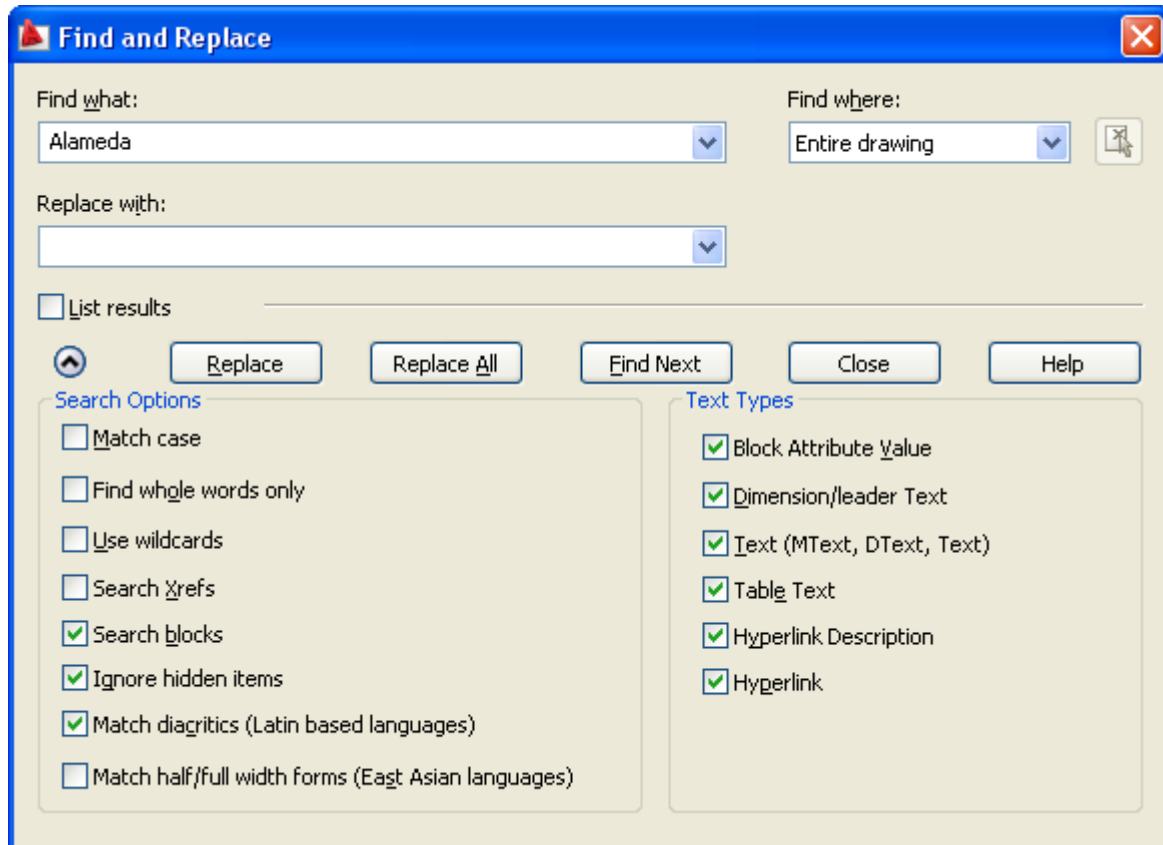 Find and Replace
Find what:
Find where:
Alameda
Entire drawing
Replace with:
List results
Replace
Replace All
Find Next
Close
Help
Search Options
Match case
Find whole words only
Use wildcards
Search Xrefs
Search blocks
Ignore hidden items
Match diacritics (Latin based languages)
Match half/full width forms (East Asian languages)
Text Types
Block Attribute Value
Dimension/leader Text
Text (MText, DText, Text)
Table Text
Hyperlink Description
Hyperlink